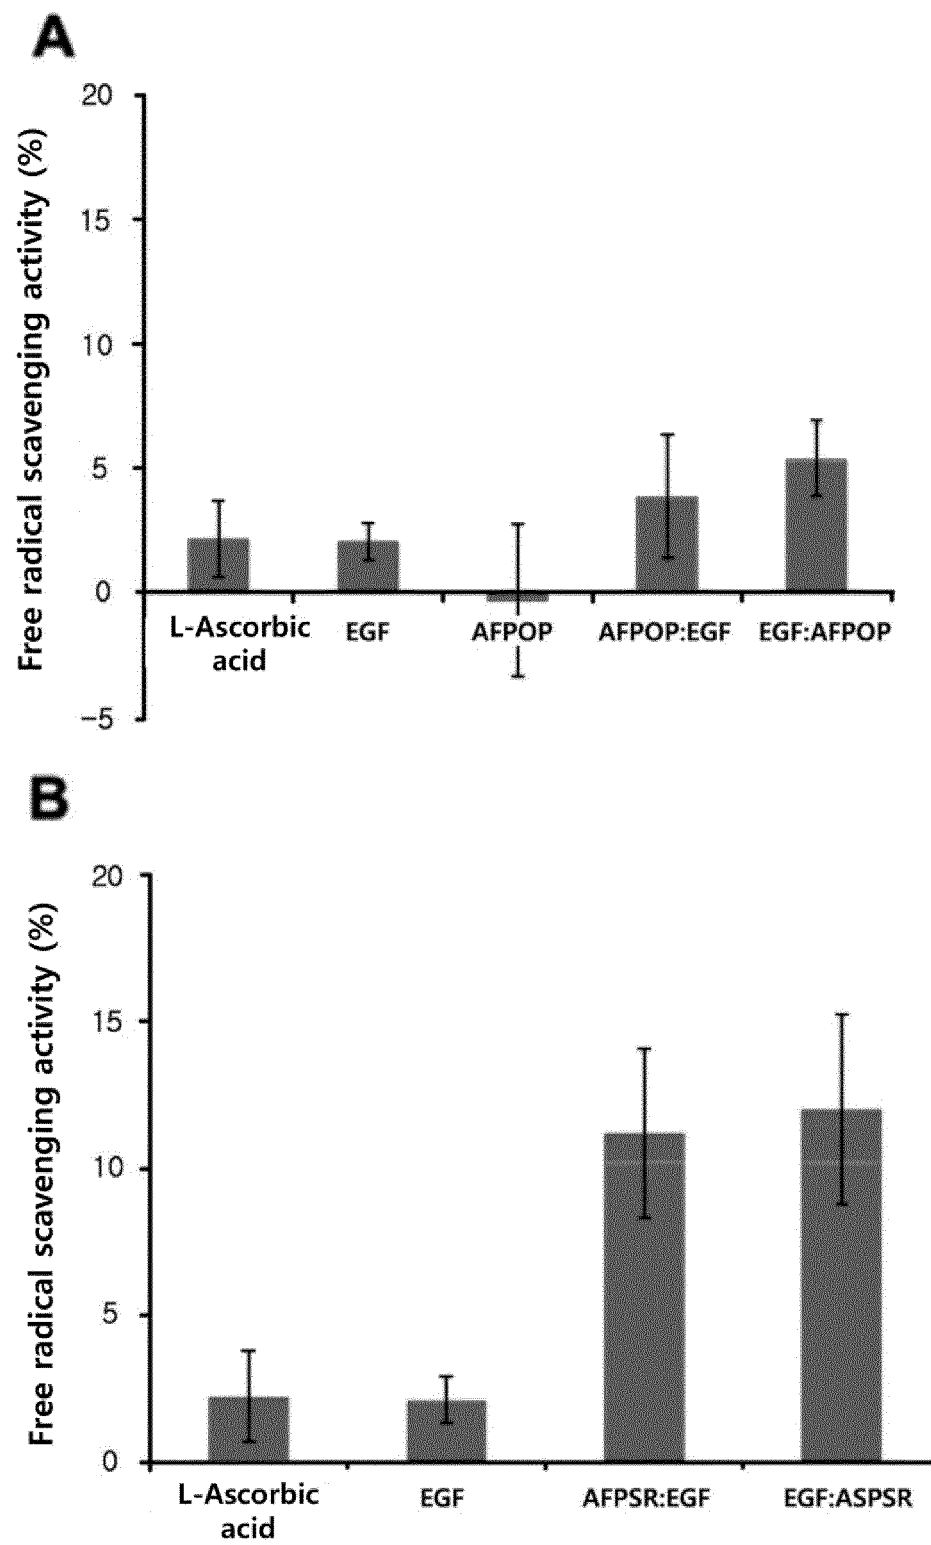 A
Free radical scavenging activity (%)
20
15
10
5
0
−5
L-Ascorbic
acid
EGF
AFPOP
AFPOP:EGF
EGF:AFPOP
B
Free radical scavenging activity (%)
20
15
10
5
0
L-Ascorbic
acid
EGF
AFPSR:EGF
EGF:ASPSR